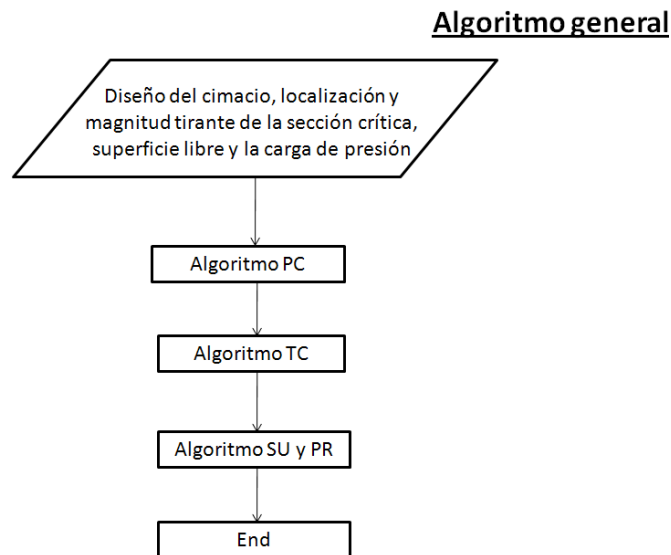 Algoritmo general
Diseño del cimacio, localización y
magnitud tirante de la sección crítica,
superficie libre y la carga de presión
Algoritmo PC
Algoritmo TC
Algoritmo SU y PR
End